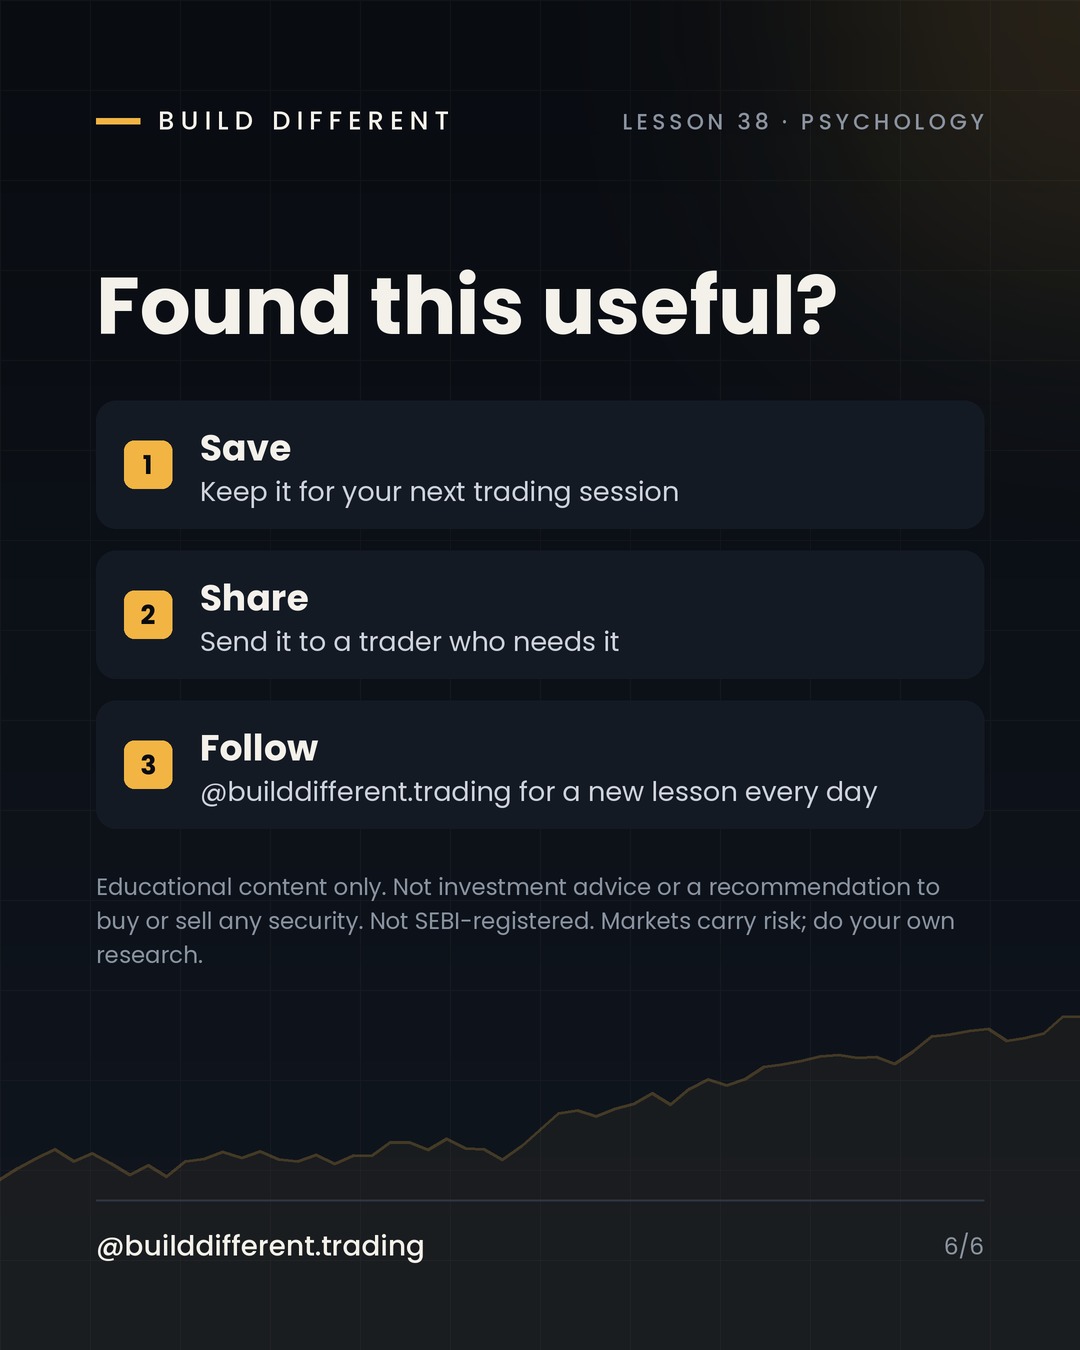 BUILD DIFFERENT
LESSON 38 · PSYCHOLOGY
Found this useful?
1
Save
Keep it for your next trading session
2
Share
Send it to a trader who needs it
3
Follow
@builddifferent.trading for a new lesson every day
Educational content only. Not investment advice or a recommendation to
buy or sell any security. Not SEBI-registered. Markets carry risk; do your own
research.
@builddifferent.trading
6/6